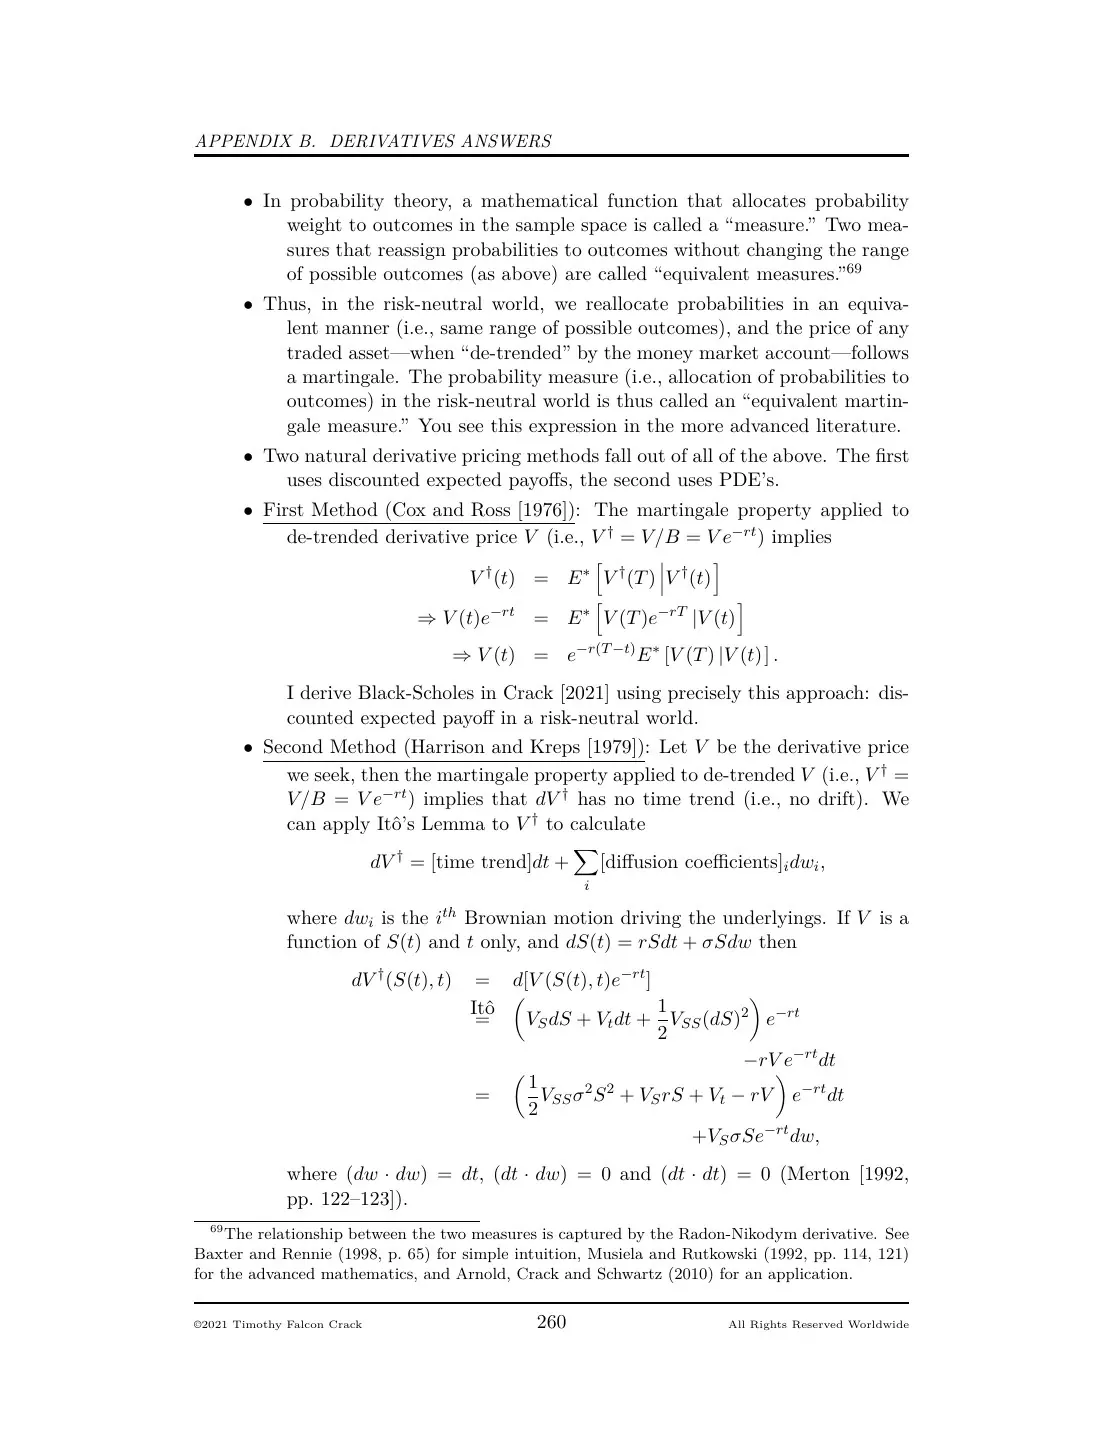 APPENDIX B. DERIVATIVES ANSWERS
• In probability theory, a mathematical function that allocates probability
weight to outcomes in the sample space is called a “measure.” Two mea-
sures that reassign probabilities to outcomes without changing the range
of possible outcomes (as above) are called “equivalent measures.”⁶⁹
• Thus, in the risk-neutral world, we reallocate probabilities in an equiva-
lent manner (i.e., same range of possible outcomes), and the price of any
traded asset—when “de-trended” by the money market account—follows
a martingale. The probability measure (i.e., allocation of probabilities to
outcomes) in the risk-neutral world is thus called an “equivalent martin-
gale measure.” You see this expression in the more advanced literature.
• Two natural derivative pricing methods fall out of all of the above. The first
uses discounted expected payoffs, the second uses PDE’s.
• First Method (Cox and Ross [1976]): The martingale property applied to
de-trended derivative price V (i.e., V† = V/B = Ve^{−rt}) implies
V†(t) = E* [V†(T) | V†(t)]
⇒ V(t)e^{−rt} = E* [V(T)e^{−rT} |V(t)]
⇒ V(t) = e^{−r(T−t)}E* [V(T) |V(t)] .
I derive Black-Scholes in Crack [2021] using precisely this approach: dis-
counted expected payoff in a risk-neutral world.
• Second Method (Harrison and Kreps [1979]): Let V be the derivative price
we seek, then the martingale property applied to de-trended V (i.e., V† =
V/B = Ve^{−rt}) implies that dV† has no time trend (i.e., no drift). We
can apply Itô’s Lemma to V† to calculate
dV† = [time trend]dt + ∑_i [diffusion coefficients]_i dw_i,
where dw_i is the i^{th} Brownian motion driving the underlyings. If V is a
function of S(t) and t only, and dS(t) = rSdt + σSdw then
dV†(S(t), t) = d[V(S(t), t)e^{−rt}]
Itô = (V_S dS + V_t dt + 1/2 V_{SS}(dS)²) e^{−rt}
−rVe^{−rt}dt
= (1/2 V_{SS}σ²S² + V_S rS + V_t − rV) e^{−rt}dt
+V_S σSe^{−rt}dw,
where (dw · dw) = dt, (dt · dw) = 0 and (dt · dt) = 0 (Merton [1992,
pp. 122–123]).
⁶⁹The relationship between the two measures is captured by the Radon-Nikodym derivative. See
Baxter and Rennie (1998, p. 65) for simple intuition, Musiela and Rutkowski (1992, pp. 114, 121)
for the advanced mathematics, and Arnold, Crack and Schwartz (2010) for an application.
©2021 Timothy Falcon Crack 260 All Rights Reserved Worldwide